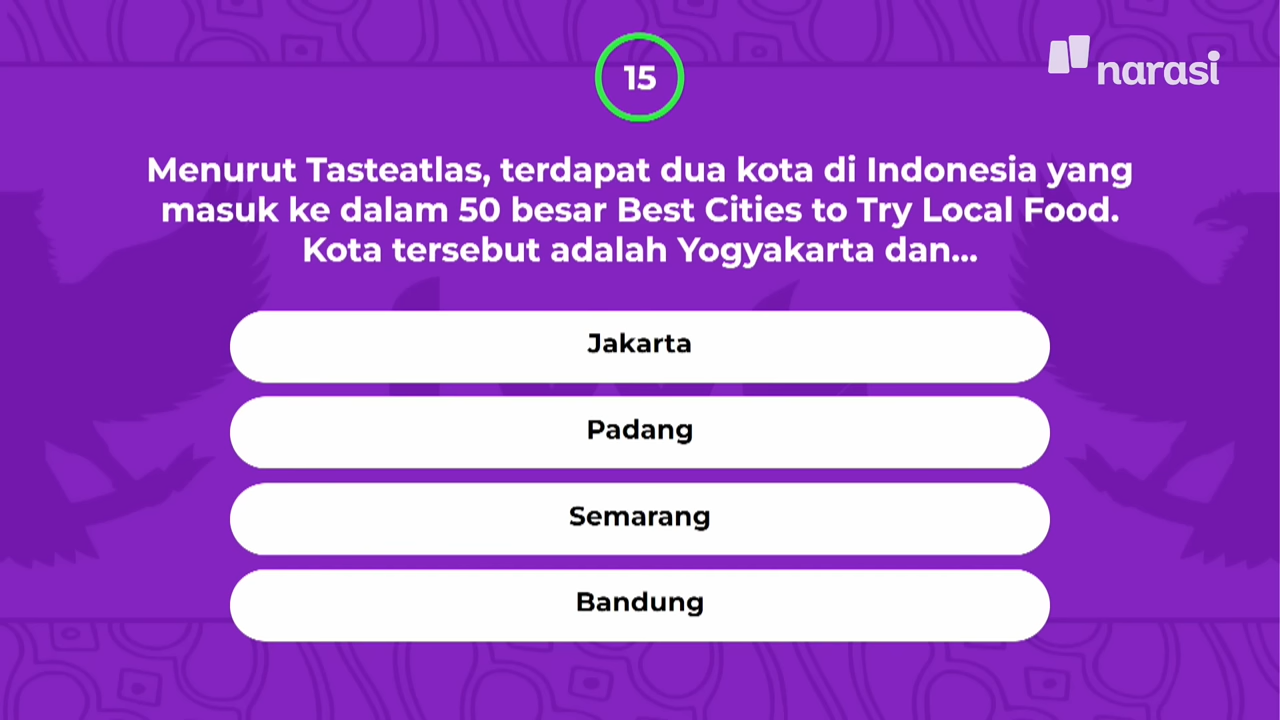 15
narasi
Menurut Tasteatlas, terdapat dua kota di Indonesia yang
masuk ke dalam 50 besar Best Cities to Try Local Food.
Kota tersebut adalah Yogyakarta dan...
Jakarta
Padang
Semarang
Bandung